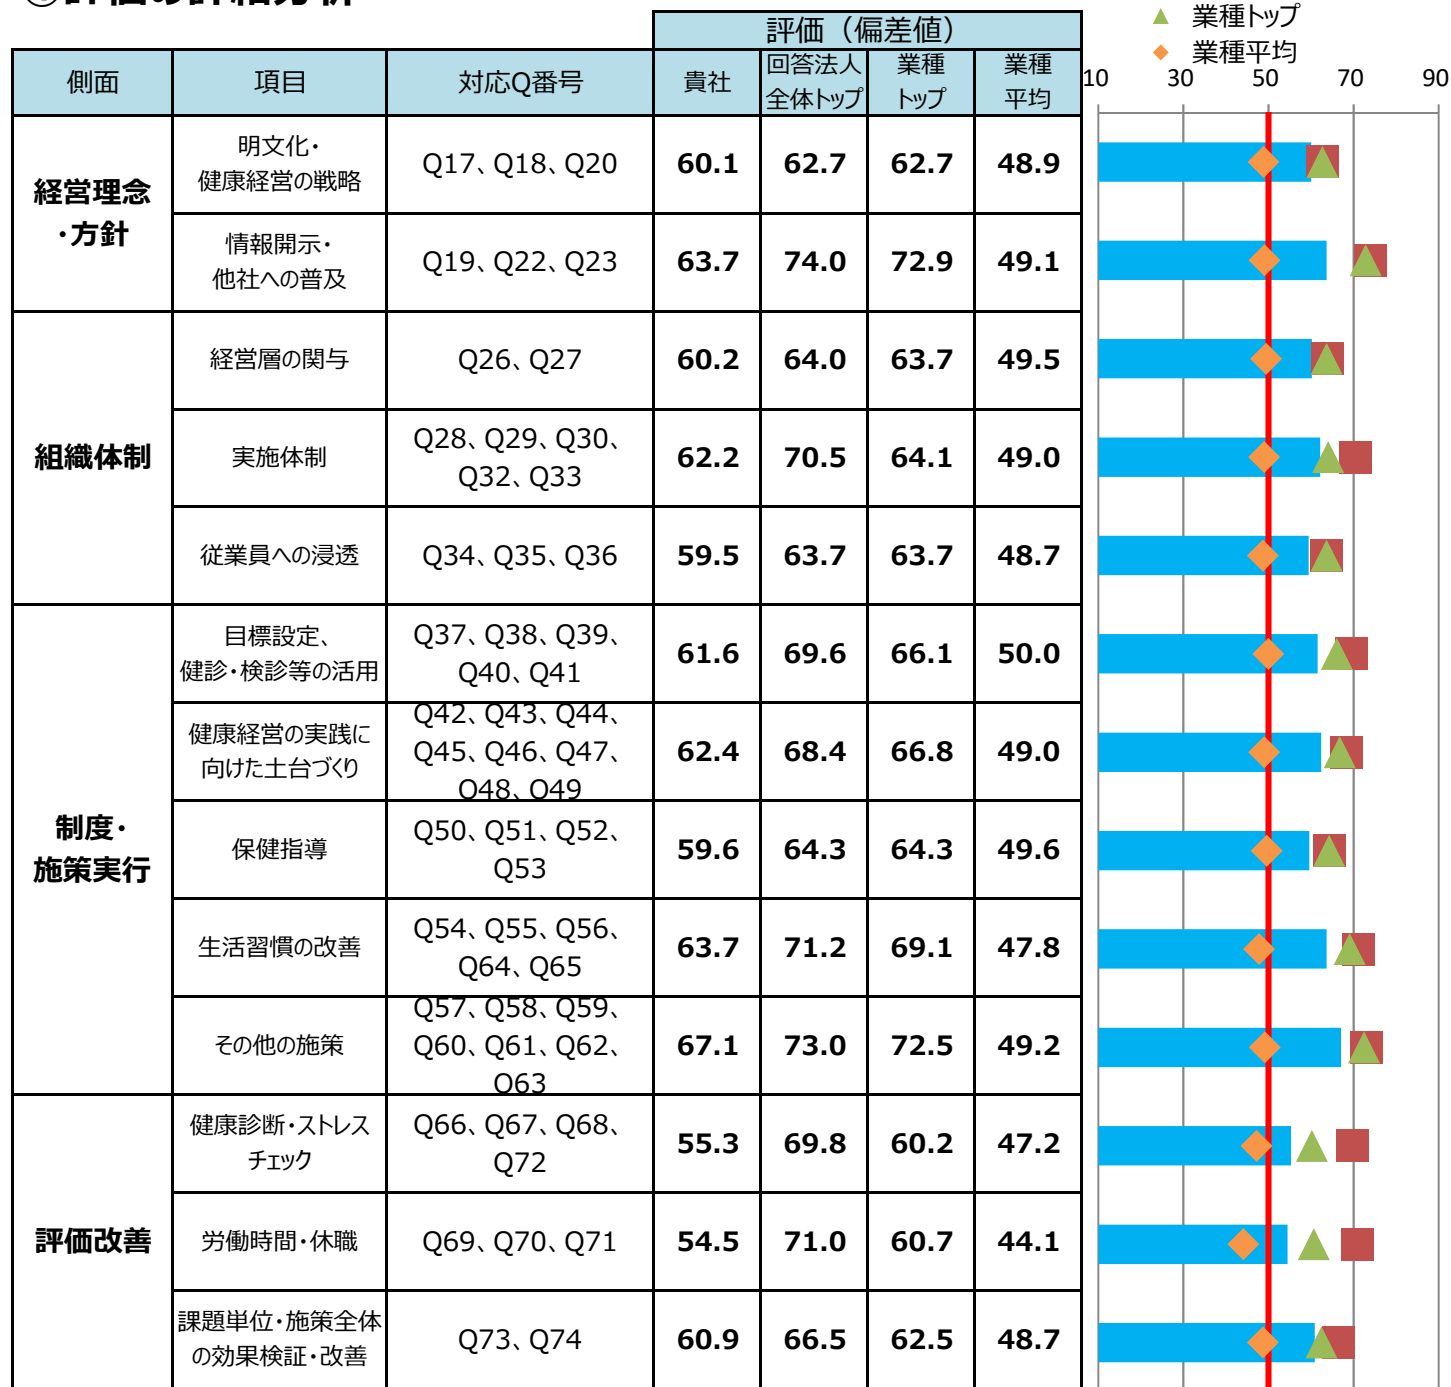 ①評価の詳細分析
評価（偏差値）
▲ 業種トップ
◆ 業種平均
側面 項目 対応Q番号 貴社 回答法人 業種 業種
全体トップ トップ 平均
10 30 50 70 90
経営理念
・方針
明文化・
健康経営の戦略
Q17、Q18、Q20 60.1 62.7 62.7 48.9
情報開示・
他社への普及
Q19、Q22、Q23 63.7 74.0 72.9 49.1
組織体制
経営層の関与 Q26、Q27 60.2 64.0 63.7 49.5
実施体制
Q28、Q29、Q30、
Q32、Q33
62.2 70.5 64.1 49.0
従業員への浸透 Q34、Q35、Q36 59.5 63.7 63.7 48.7
制度・
施策実行
目標設定、
健診・検診等の活用
Q37、Q38、Q39、
Q40、Q41
61.6 69.6 66.1 50.0
健康経営の実践に
向けた土台づくり
Q42、Q43、Q44、
Q45、Q46、Q47、
Q48、Q49
62.4 68.4 66.8 49.0
保健指導
Q50、Q51、Q52、
Q53
59.6 64.3 64.3 49.6
生活習慣の改善
Q54、Q55、Q56、
Q64、Q65
63.7 71.2 69.1 47.8
その他の施策
Q57、Q58、Q59、
Q60、Q61、Q62、
Q63
67.1 73.0 72.5 49.2
評価改善
健康診断・ストレス
チェック
Q66、Q67、Q68、
Q72
55.3 69.8 60.2 47.2
労働時間・休職 Q69、Q70、Q71 54.5 71.0 60.7 44.1
課題単位・施策全体
の効果検証・改善
Q73、Q74 60.9 66.5 62.5 48.7